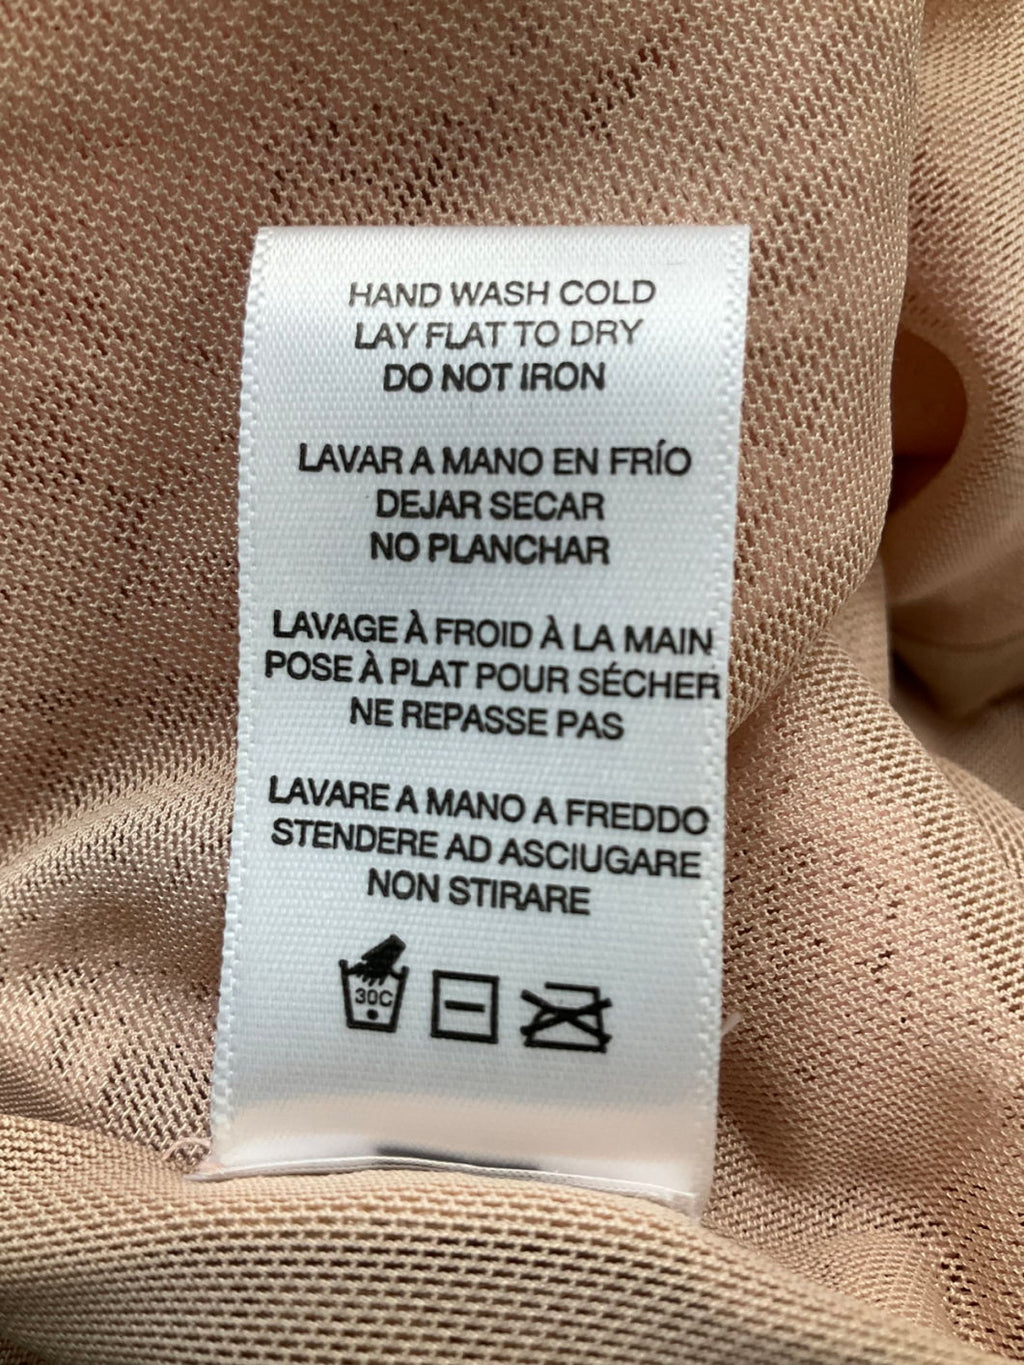 HAND WASH COLD
LAY FLAT TO DRY
DO NOT IRON
LAVAR A MANO EN FRÍO
DEJAR SECAR
NO PLANCHAR
LAVAGE À FROID À LA MAIN
POSE À PLAT POUR SÉCHER
NE REPASSE PAS
LAVARE A MANO A FREDDO
STENDERE AD ASCIUGARE
NON STIRARE
30C